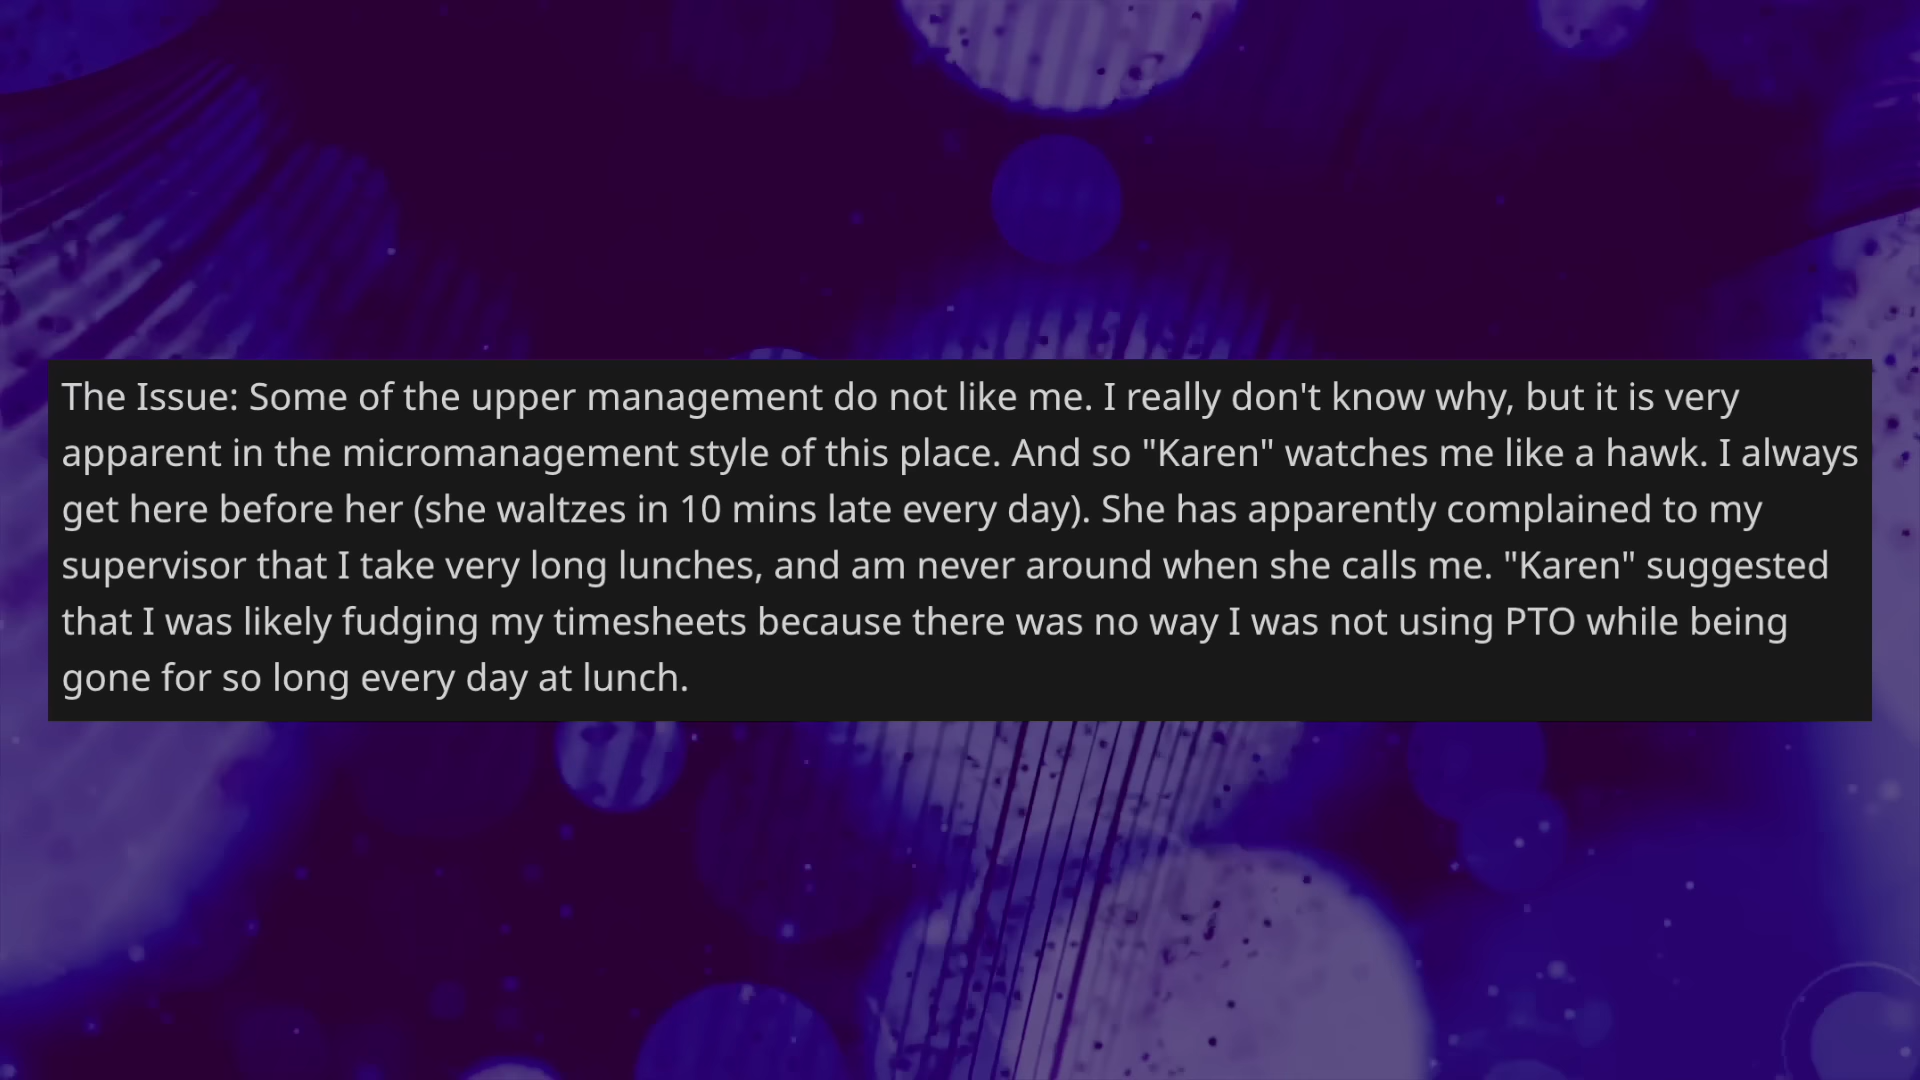 The Issue: Some of the upper management do not like me. I really don't know why, but it is very
apparent in the micromanagement style of this place. And so "Karen" watches me like a hawk. I always
get here before her (she waltzes in 10 mins late every day). She has apparently complained to my
supervisor that I take very long lunches, and am never around when she calls me. "Karen" suggested
that I was likely fudging my timesheets because there was no way I was not using PTO while being
gone for so long every day at lunch.